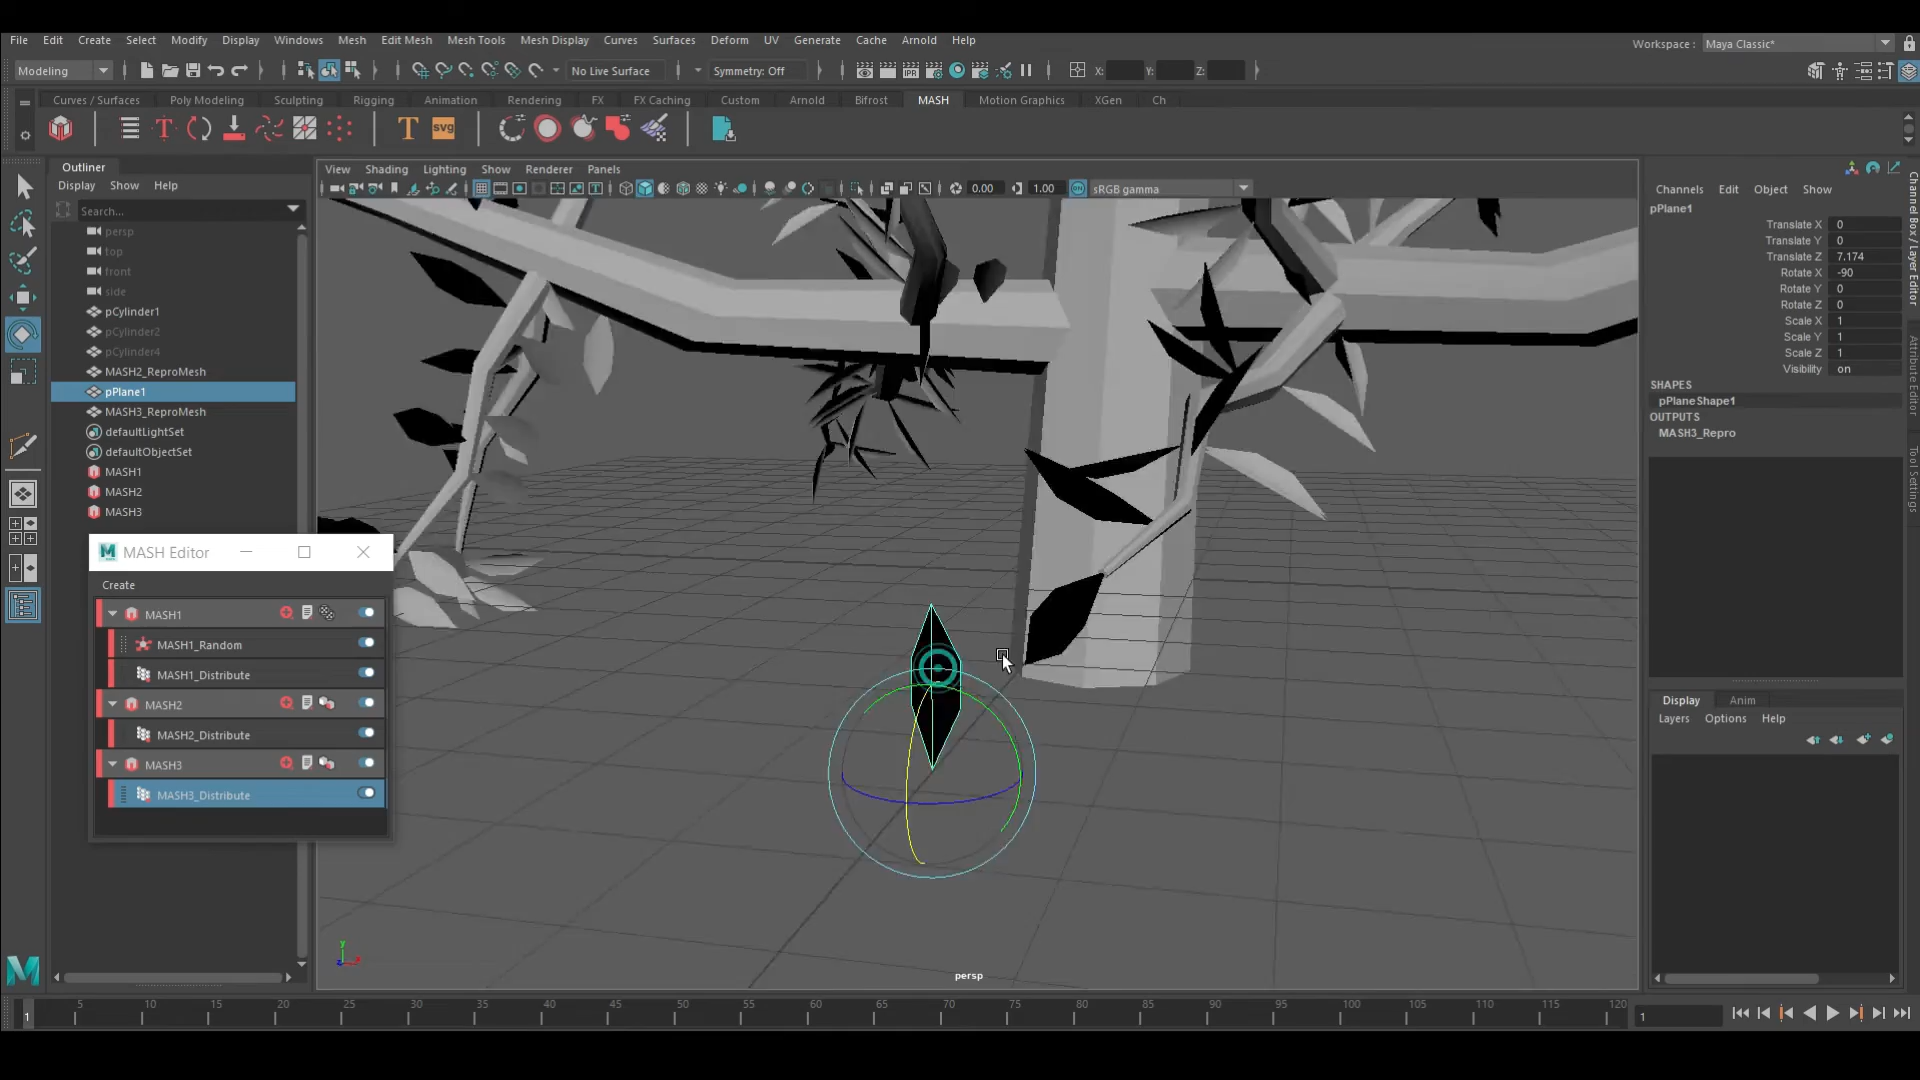 File Edit Create Select Modify Display Windows Mesh Edit Mesh Mesh Tools Mesh Display Curves Surfaces Deform UV Generate Cache Arnold Help
Workspace : Maya Classic*
Modeling
No Live Surface
Symmetry: Off
X: Y: Z:
Curves / Surfaces Poly Modeling Sculpting Rigging Animation Rendering FX FX Caching Custom Arnold Bifrost MASH Motion Graphics XGen Ch
T T svg
IPR
Outliner
Display Show Help
Search...
persp
top
front
side
pCylinder1
pCylinder2
pCylinder4
MASH2_ReproMesh
pPlane1
MASH3_ReproMesh
defaultLightSet
defaultObjectSet
MASH1
MASH2
MASH3
MASH Editor
Create
MASH1
MASH1_Random
MASH1_Distribute
MASH2
MASH2_Distribute
MASH3
MASH3_Distribute
View Shading Lighting Show Renderer Panels
0.00 1.00 ON sRGB gamma
y
persp
Channels Edit Object Show
pPlane1
Translate X 0
Translate Y 0
Translate Z 7.174
Rotate X -90
Rotate Y 0
Rotate Z 0
Scale X 1
Scale Y 1
Scale Z 1
Visibility on
SHAPES
pPlaneShape1
OUTPUTS
MASH3_Repro
Channel Box / Layer Editor
Attribute Editor
Tool Settings
Display Anim
Layers Options Help
5 10 15 20 25 30 35 40 45 50 55 60 65 70 75 80 85 90 95 100 105 110 115 120
1
1